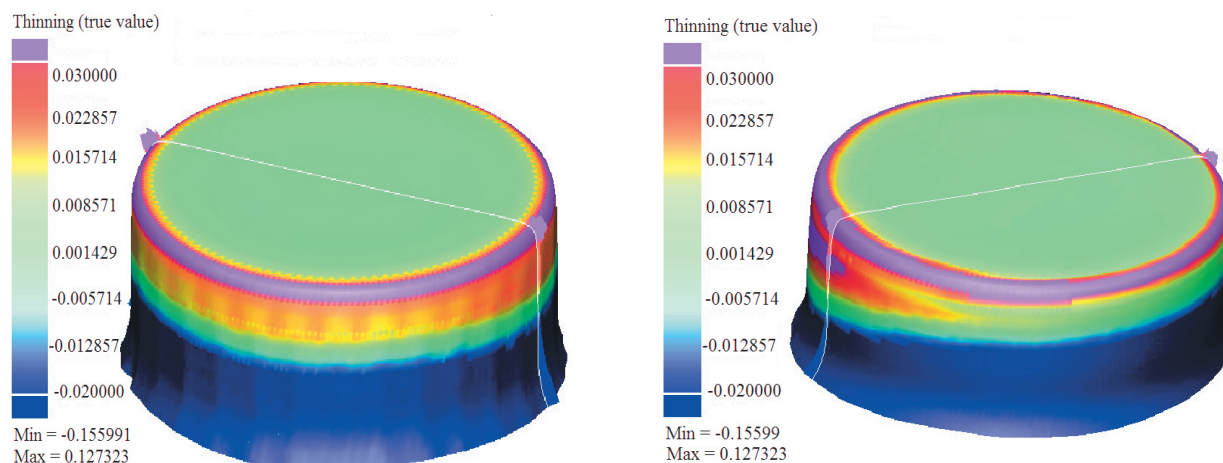 Thinning (true value)
0.030000
0.022857
0.015714
0.008571
0.001429
-0.005714
-0.012857
-0.020000
Min = -0.155991
Max = 0.127323
Thinning (true value)
0.030000
0.022857
0.015714
0.008571
0.001429
-0.005714
-0.012857
-0.020000
Min = -0.15599
Max = 0.127323